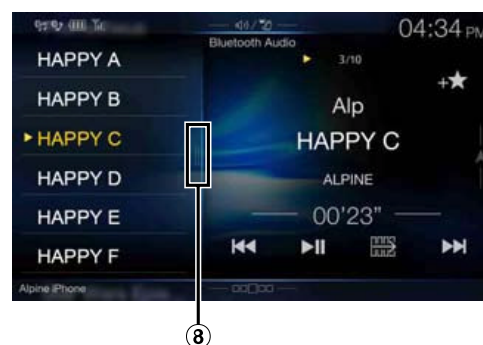 04:34 PM
Bluetooth Audio
3/10
HAPPY A
HAPPY B
HAPPY C
HAPPY D
HAPPY E
HAPPY F
Alp
HAPPY C
ALPINE
00'23"
Alpine iPhone
8